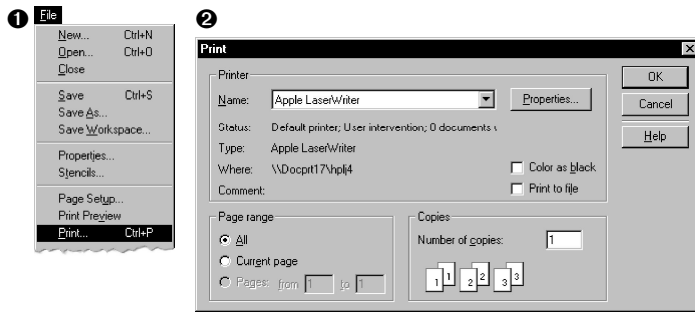 ❶ File
New... Ctrl+N
Open... Ctrl+O
Close
Save Ctrl+S
Save As...
Save Workspace...
Properties...
Stencils...
Page Setup...
Print Preview
Print... Ctrl+P
❷
Print
Printer
Name: Apple LaserWriter Properties...
Status: Default printer; User intervention; 0 documents
Type: Apple LaserWriter
Where: \\Docprt17\hplj4
Comment:
Color as black
Print to file
Page range
All
Current page
Pages: from 1 to 1
Copies
Number of copies: 1
1 1 2 2 3 3
OK
Cancel
Help